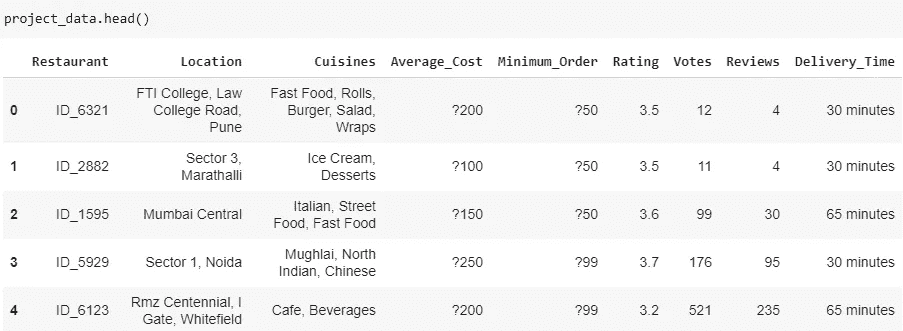 project_data.head()
Restaurant Location Cuisines Average_Cost Minimum_Order Rating Votes Reviews Delivery_Time
0 ID_6321 FTI College, Law College Road, Pune Fast Food, Rolls, Burger, Salad, Wraps ?200 ?50 3.5 12 4 30 minutes
1 ID_2882 Sector 3, Marathalli Ice Cream, Desserts ?100 ?50 3.5 11 4 30 minutes
2 ID_1595 Mumbai Central Italian, Street Food, Fast Food ?150 ?50 3.6 99 30 65 minutes
3 ID_5929 Sector 1, Noida Mughlai, North Indian, Chinese ?250 ?99 3.7 176 95 30 minutes
4 ID_6123 Rmz Centennial, I Gate, Whitefield Cafe, Beverages ?200 ?99 3.2 521 235 65 minutes